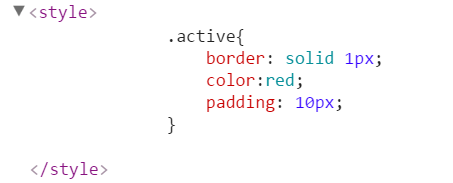 <style>
.active{
border: solid 1px;
color:red;
padding: 10px;
}
</style>